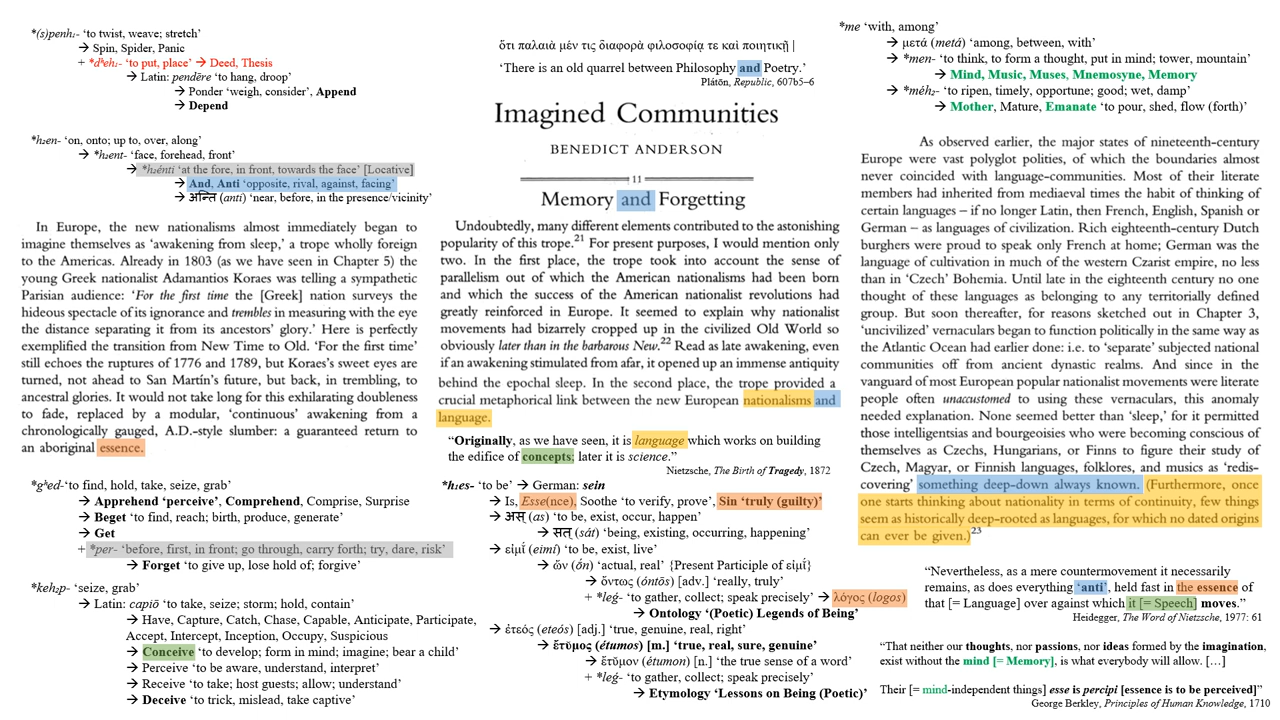 *(s)penh₁- ‘to twist, weave; stretch’
→ Spin, Spider, Panic
+ *dʰeh₁- ‘to put, place’ → Deed, Thesis
→ Latin: pendēre ‘to hang, droop’
→ Ponder ‘weigh, consider’, Append
→ Depend
*h₂en- ‘on, onto; up to, over, along’
→ *h₂ent- ‘face, forehead, front’
→ *h₂énti ‘at the fore, in front, towards the face’ [Locative]
→ And, Anti ‘opposite, rival, against, facing’
→ अन्ति (anti) ‘near, before, in the presence/vicinity’
In Europe, the new nationalisms almost immediately began to
imagine themselves as ‘awakening from sleep,’ a trope wholly foreign
to the Americas. Already in 1803 (as we have seen in Chapter 5) the
young Greek nationalist Adamantios Koraes was telling a sympathetic
Parisian audience: ‘For the first time the [Greek] nation surveys the
hideous spectacle of its ignorance and trembles in measuring with the eye
the distance separating it from its ancestors’ glory.’ Here is perfectly
exemplified the transition from New Time to Old. ‘For the first time’
still echoes the ruptures of 1776 and 1789, but Koraes’s sweet eyes are
turned, not ahead to San Martín’s future, but back, in trembling, to
ancestral glories. It would not take long for this exhilarating doubleness
to fade, replaced by a modular, ‘continuous’ awakening from a
chronologically gauged, A.D.-style slumber: a guaranteed return to
an aboriginal essence.
*gʰed-‘to find, hold, take, seize, grab’
→ Apprehend ‘perceive’, Comprehend, Comprise, Surprise
→ Beget ‘to find, reach; birth, produce, generate’
→ Get
+ *per- ‘before, first, in front; go through, carry forth; try, dare, risk’
→ Forget ‘to give up, lose hold of; forgive’
*keh₂p- ‘seize, grab’
→ Latin: capiō ‘to take, seize; storm; hold, contain’
→ Have, Capture, Catch, Chase, Capable, Anticipate, Participate,
Accept, Intercept, Inception, Occupy, Suspicious
→ Conceive ‘to develop; form in mind; imagine; bear a child’
→ Perceive ‘to be aware, understand, interpret’
→ Receive ‘to take; host guests; allow; understand’
→ Deceive ‘to trick, mislead, take captive’
ὅτι παλαιὰ μέν τις διαφορὰ φιλοσοφίᾳ τε καὶ ποιητικῇ |
‘There is an old quarrel between Philosophy and Poetry.’
Plátōn, Republic, 607b5–6
Imagined Communities
BENEDICT ANDERSON
11
Memory and Forgetting
Undoubtedly, many different elements contributed to the astonishing
popularity of this trope.²¹ For present purposes, I would mention only
two. In the first place, the trope took into account the sense of
parallelism out of which the American nationalisms had been born
and which the success of the American nationalist revolutions had
greatly reinforced in Europe. It seemed to explain why nationalist
movements had bizarrely cropped up in the civilized Old World so
obviously later than in the barbarous New.²² Read as late awakening, even
if an awakening stimulated from afar, it opened up an immense antiquity
behind the epochal sleep. In the second place, the trope provided a
crucial metaphorical link between the new European nationalisms and
language.
“Originally, as we have seen, it is language which works on building
the edifice of concepts; later it is science.”
Nietzsche, The Birth of Tragedy, 1872
*h₁es- ‘to be’ → German: sein
→ Is, Esse(nce), Soothe ‘to verify, prove’, Sin ‘truly (guilty)’
→ अस् (as) ‘to be, exist, occur, happen’
→ सत् (sat) ‘being, existing, occurring, happening’
→ εἰμί (eimí) ‘to be, exist, live’
→ ὤν (ṓn) ‘actual, real’ {Present Participle of εἰμί}
→ ὄντως (óntōs) [adv.] ‘really, truly’
+ *leǵ- ‘to gather, collect; speak precisely’ → λόγος (logos)
→ Ontology ‘(Poetic) Legends of Being’
→ ἐτεός (eteós) [adj.] ‘true, genuine, real, right’
→ ἔτῠμος (étumos) [m.] ‘true, real, sure, genuine’
→ ἔτῠμον (étumon) [n.] ‘the true sense of a word’
+ *leǵ- ‘to gather, collect; speak precisely’
→ Etymology ‘Lessons on Being (Poetic)’
*me ‘with, among’
→ μετά (metá) ‘among, between, with’
→ *men- ‘to think, to form a thought, put in mind; tower, mountain’
→ Mind, Music, Muses, Mnemosyne, Memory
→ *méh₂- ‘to ripen, timely, opportune; good; wet, damp’
→ Mother, Mature, Emanate ‘to pour, shed, flow (forth)’
As observed earlier, the major states of nineteenth-century
Europe were vast polyglot polities, of which the boundaries almost
never coincided with language-communities. Most of their literate
members had inherited from mediaeval times the habit of thinking of
certain languages – if no longer Latin, then French, English, Spanish or
German – as languages of civilization. Rich eighteenth-century Dutch
burghers were proud to speak only French at home; German was the
language of cultivation in much of the western Czarist empire, no less
than in ‘Czech’ Bohemia. Until late in the eighteenth century no one
thought of these languages as belonging to any territorially defined
group. But soon thereafter, for reasons sketched out in Chapter 3,
‘uncivilized’ vernaculars began to function politically in the same way as
the Atlantic Ocean had earlier done: i.e. to ‘separate’ subjected national
communities off from ancient dynastic realms. And since in the
vanguard of most European popular nationalist movements were literate
people often unaccustomed to using these vernaculars, this anomaly
needed explanation. None seemed better than ‘sleep,’ for it permitted
those intelligentsias and bourgeoisies who were becoming conscious of
themselves as Czechs, Hungarians, or Finns to figure their study of
Czech, Magyar, or Finnish languages, folklores, and musics as ‘redis-
covering’ something deep-down always known. (Furthermore, once
one starts thinking about nationality in terms of continuity, few things
seem as historically deep-rooted as languages, for which no dated origins
can ever be given.)²³
“Nevertheless, as a mere countermovement it necessarily
remains, as does everything ‘anti’, held fast in the essence of
that [= Language] over against which it [= Speech] moves.”
Heidegger, The Word of Nietzsche, 1977: 61
“That neither our thoughts, nor passions, nor ideas formed by the imagination,
exist without the mind [= Memory], is what everybody will allow. […]
Their [= mind-independent things] esse is percipi [essence is to be perceived]”
George Berkley, Principles of Human Knowledge, 1710